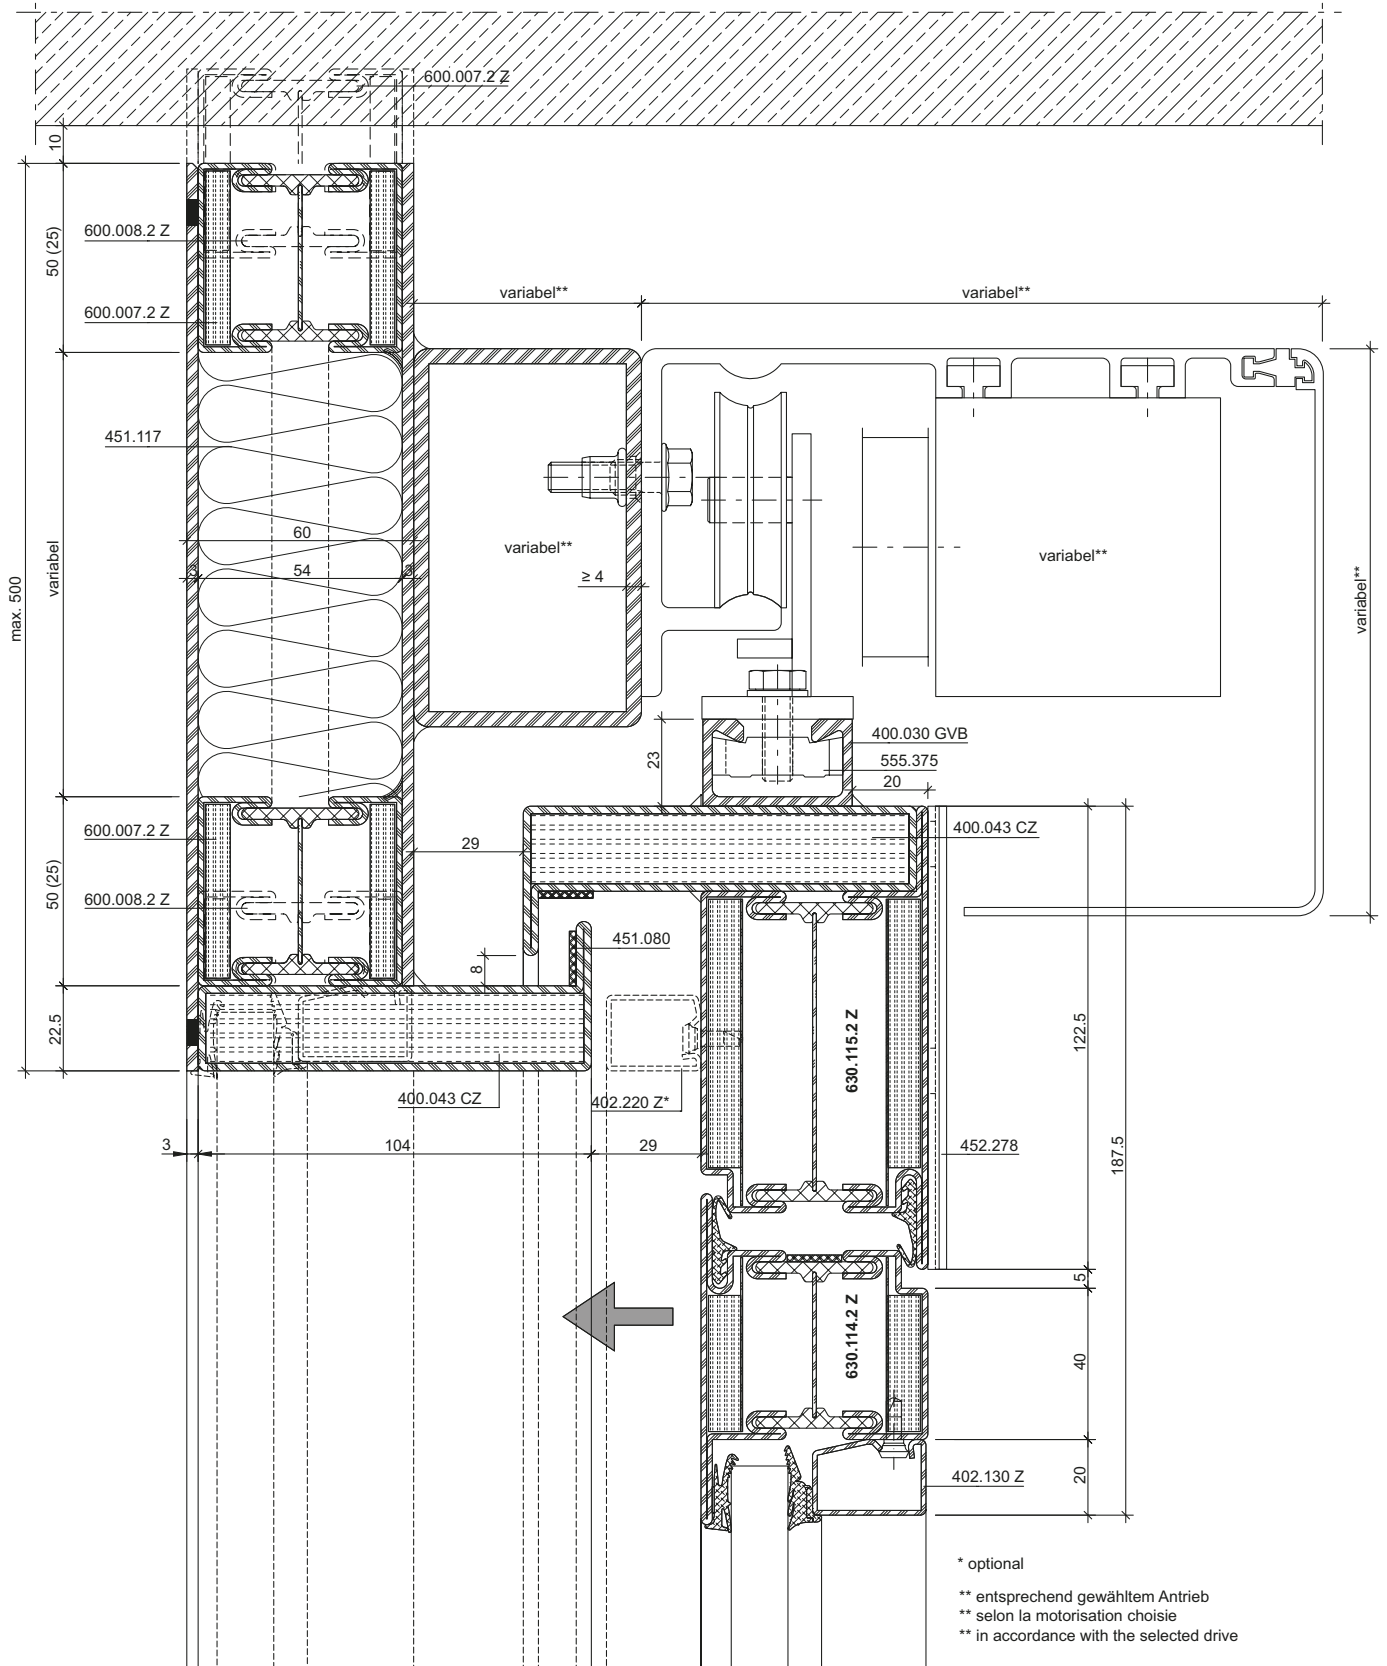 600.007.2 Z
10
600.008.2 Z
50 (25)
variabel**
variabel**
600.007.2 Z
451.117
60
variabel**
variabel**
≥ 4
3
54
3
variabel
max. 500
variabel**
400.030 GVB
555.375
23
20
600.007.2 Z
400.043 CZ
29
50 (25)
600.008.2 Z
451.080
8
22.5
630.115.2 Z
122.5
400.043 CZ
402.220 Z*
3
104
29
452.278
187.5
5
630.114.2 Z
40
402.130 Z
20
* optional
** entsprechend gewähltem Antrieb
** selon la motorisation choisie
** in accordance with the selected drive